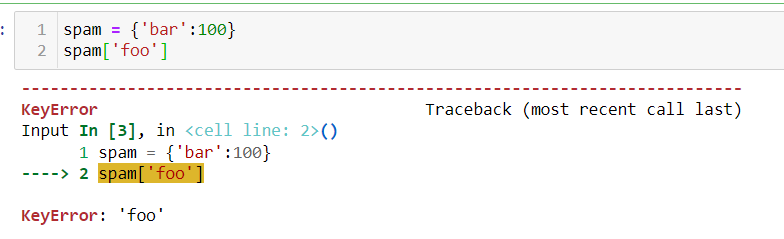 1 spam = {'bar':100}
2 spam['foo']
---------------------------------------------------------------------------
KeyError                                  Traceback (most recent call last)
Input In [3], in <cell line: 2>()
      1 spam = {'bar':100}
----> 2 spam['foo']

KeyError: 'foo'